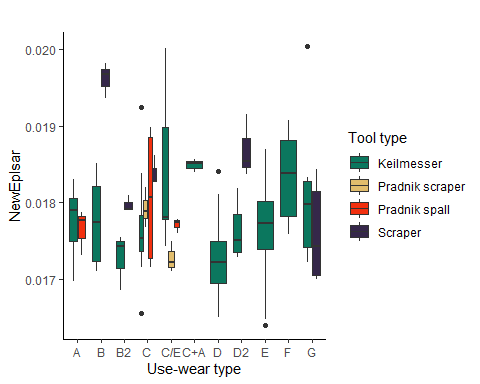 0.020
0.019
0.018
0.017
NewEplsar
A B B2 C C/E C+A D D2 E F G
Use-wear type
Tool type
Keilmesser
Pradnik scraper
Pradnik spall
Scraper